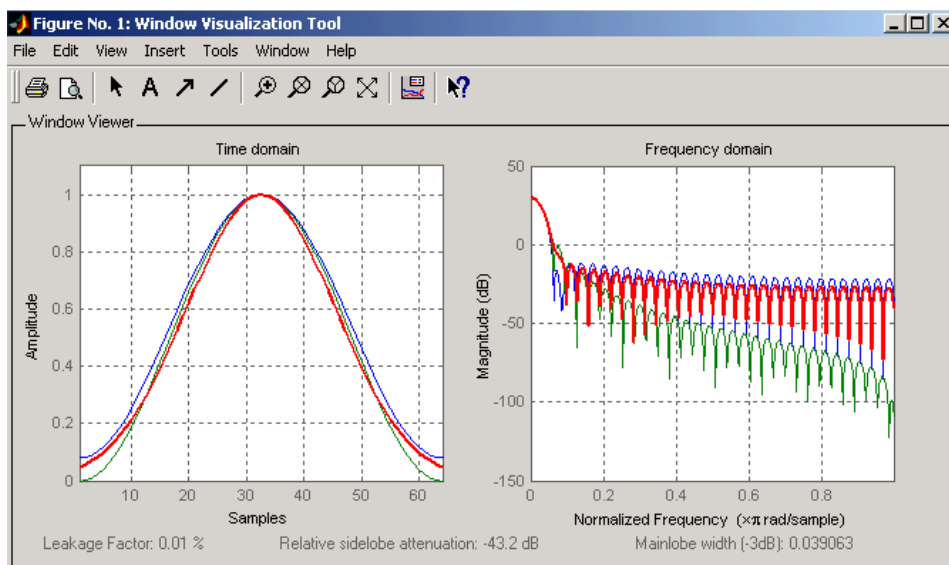 Figure No. 1: Window Visualization Tool
File Edit View Insert Tools Window Help
A
?
Window Viewer
Time domain
Frequency domain
Amplitude
1
0.8
0.6
0.4
0.2
0
10 20 30 40 50 60
Samples
Magnitude (dB)
50
0
-50
-100
-150
0 0.2 0.4 0.6 0.8
Normalized Frequency (×π rad/sample)
Leakage Factor: 0.01 % Relative sidelobe attenuation: -43.2 dB Mainlobe width (-3dB): 0.039063